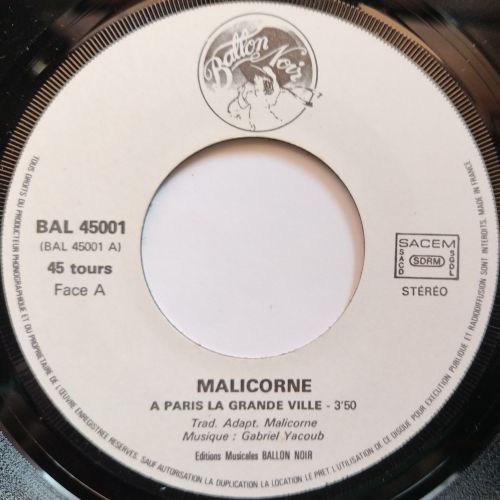 Ballon Noir
BAL 45001
(BAL 45001 A)
45 tours
Face A
SACEM
SACD
SDRM
SGDL
STÉRÉO
MALICORNE
A PARIS LA GRANDE VILLE - 3'50
Trad. Adapt. Malicorne
Musique : Gabriel Yacoub
Editions Musicales BALLON NOIR
TOUS DROITS DU PRODUCTEUR PHONOGRAPHIQUE ET DU PROPRIETAIRE DE L'ŒUVRE ENREGISTREE RESERVES. SAUF AUTORISATION LA DUPLICATION LA LOCATION LE PRET L'UTILISATION DE CE DISQUE POUR EXECUTION PUBLIQUE ET RADIODIFFUSION SONT INTERDITS. MADE IN FRANCE